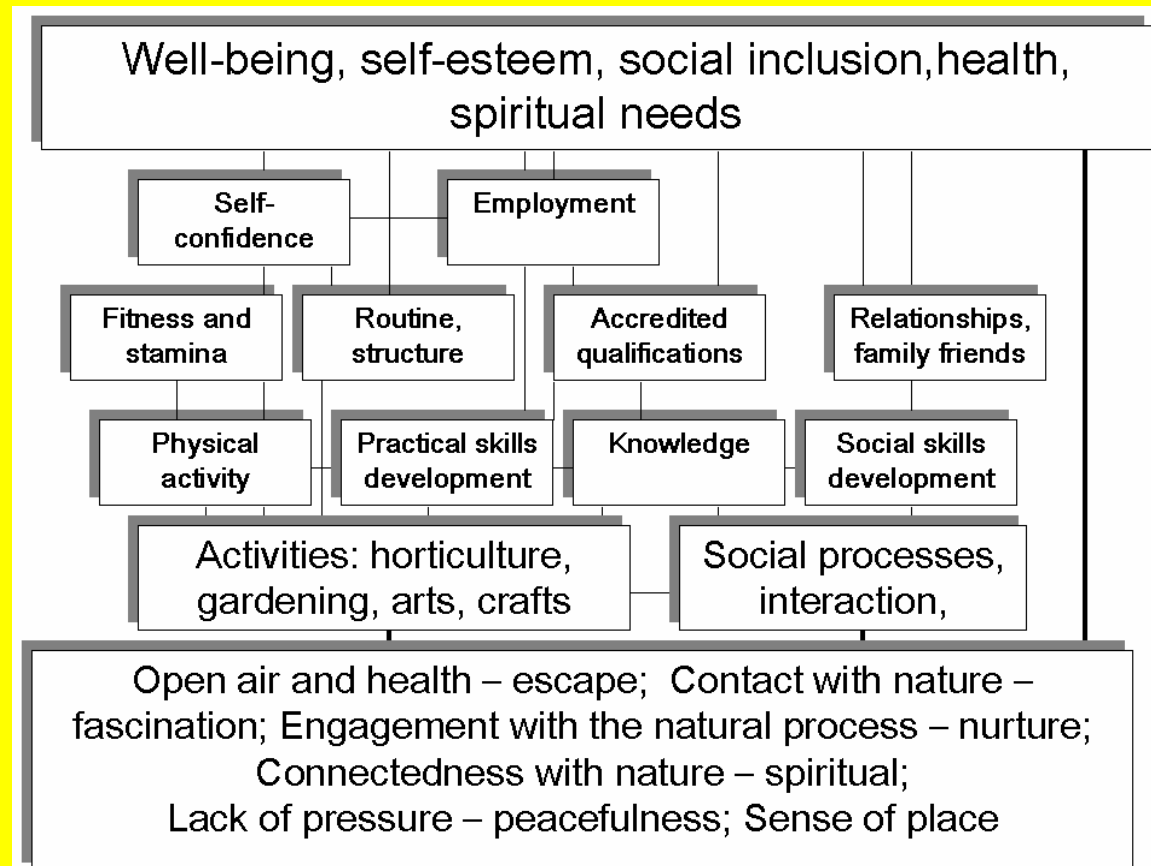 Well-being, self-esteem, social inclusion,health,
spiritual needs
Self-
confidence
Employment
Fitness and
stamina
Routine,
structure
Accredited
qualifications
Relationships,
family friends
Physical
activity
Practical skills
development
Knowledge
Social skills
development
Activities: horticulture,
gardening, arts, crafts
Social processes,
interaction,
Open air and health – escape;  Contact with nature –
fascination; Engagement with the natural process – nurture;
Connectedness with nature – spiritual;
Lack of pressure – peacefulness; Sense of place